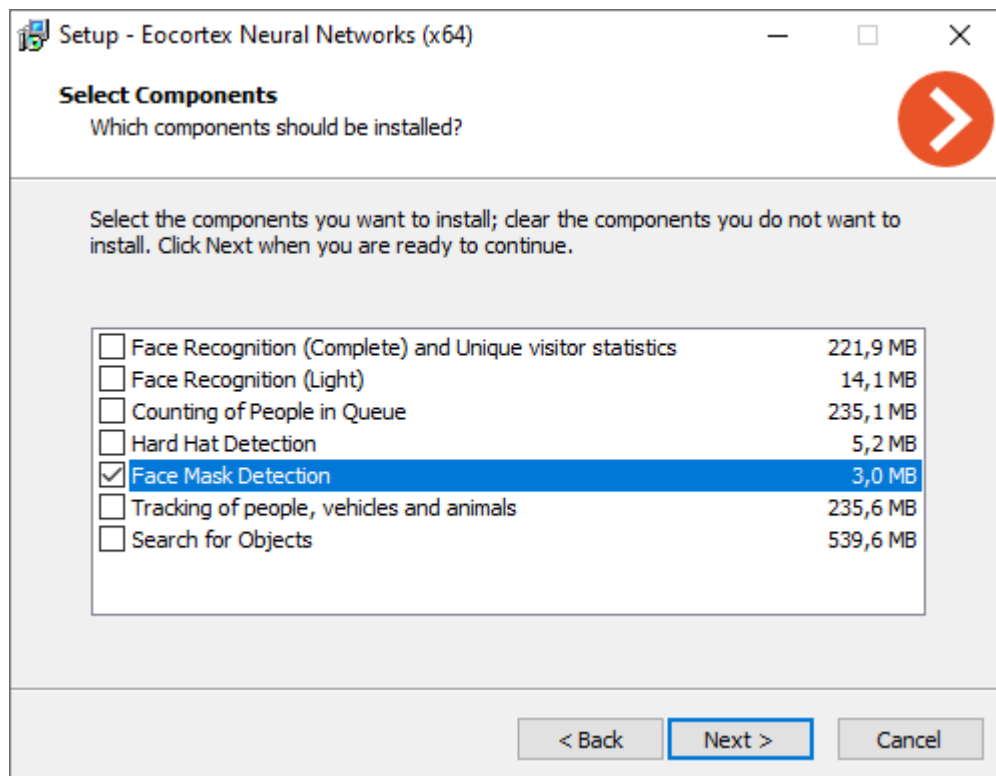 Setup - Eocortex Neural Networks (x64)
Select Components
Which components should be installed?
Select the components you want to install; clear the components you do not want to
install. Click Next when you are ready to continue.
Face Recognition (Complete) and Unique visitor statistics 221,9 MB
Face Recognition (Light) 14,1 MB
Counting of People in Queue 235,1 MB
Hard Hat Detection 5,2 MB
Face Mask Detection 3,0 MB
Tracking of people, vehicles and animals 235,6 MB
Search for Objects 539,6 MB
< Back Next > Cancel